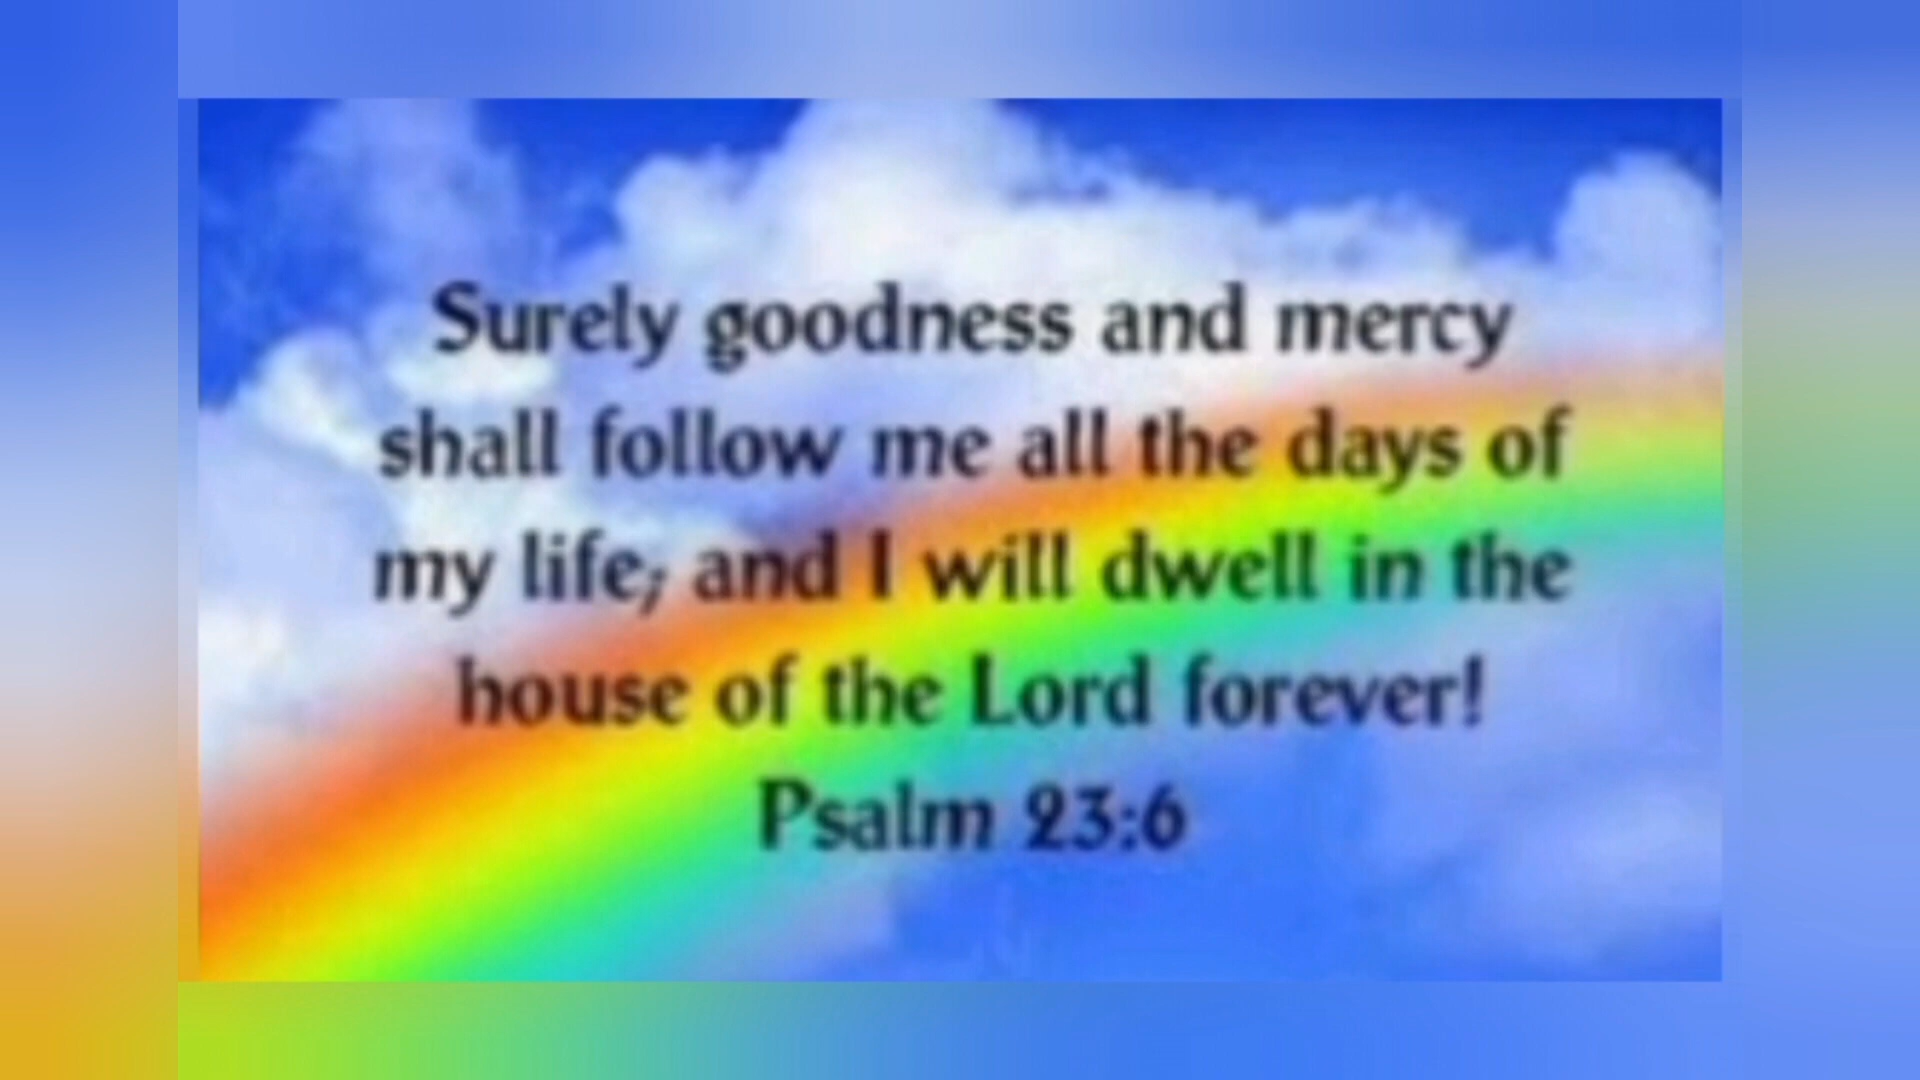 Surely goodness and mercy
shall follow me all the days of
my life; and I will dwell in the
house of the Lord forever!
Psalm 23:6